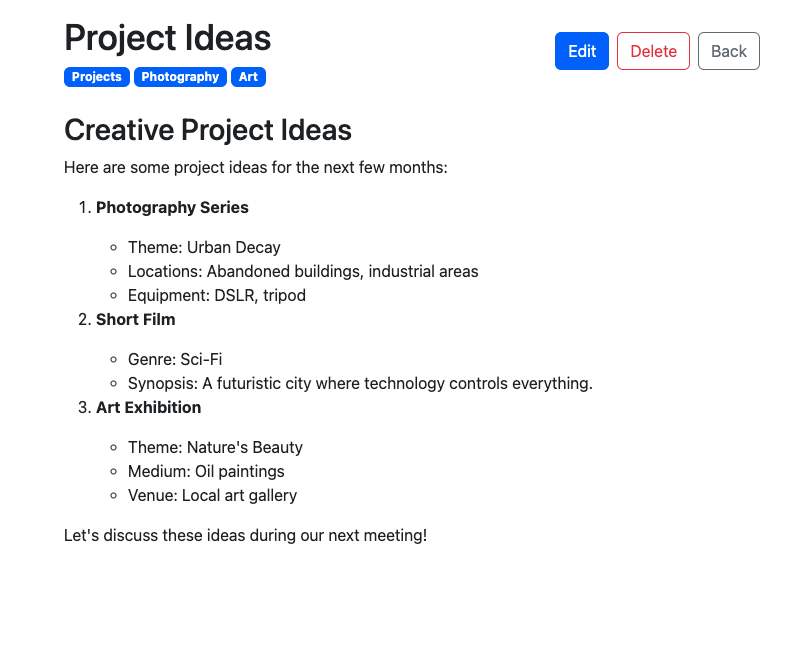 Project Ideas
Edit Delete Back
Projects Photography Art
Creative Project Ideas
Here are some project ideas for the next few months:
1. Photography Series
Theme: Urban Decay
Locations: Abandoned buildings, industrial areas
Equipment: DSLR, tripod
2. Short Film
Genre: Sci-Fi
Synopsis: A futuristic city where technology controls everything.
3. Art Exhibition
Theme: Nature's Beauty
Medium: Oil paintings
Venue: Local art gallery
Let's discuss these ideas during our next meeting!